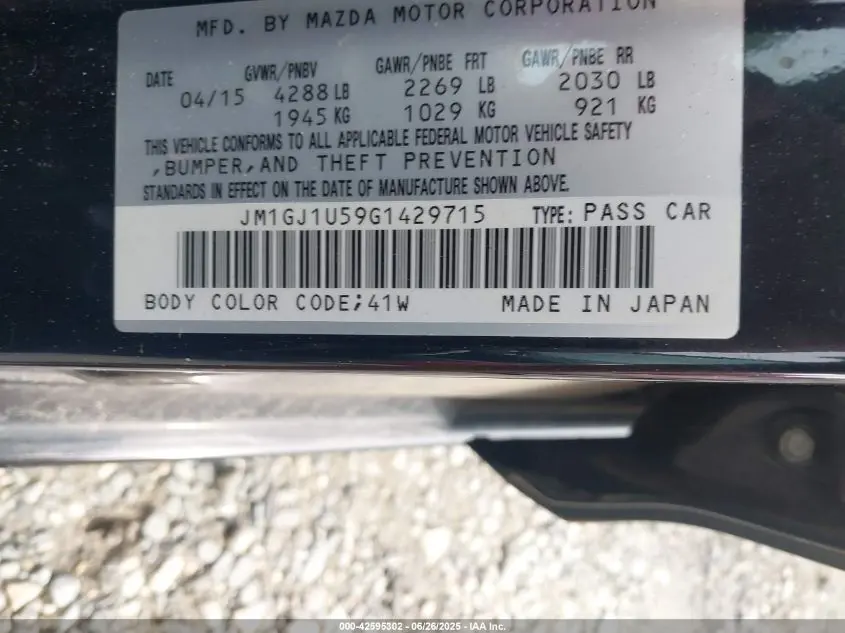 MFD. BY MAZDA MOTOR CORPORATION
DATE GVWR/PNBV GAWR/PNBE FRT GAWR/PNBE RR
04/15 4288 LB 2269 LB 2030 LB
1945 KG 1029 KG 921 KG
THIS VEHICLE CONFORMS TO ALL APPLICABLE FEDERAL MOTOR VEHICLE SAFETY
,BUMPER,AND THEFT PREVENTION
STANDARDS IN EFFECT ON THE DATE OF MANUFACTURE SHOWN ABOVE.
JM1GJ1U59G1429715 TYPE: PASS CAR
BODY COLOR CODE;41W MADE IN JAPAN
000-42595302 - 06/26/2025 - IAA Inc.